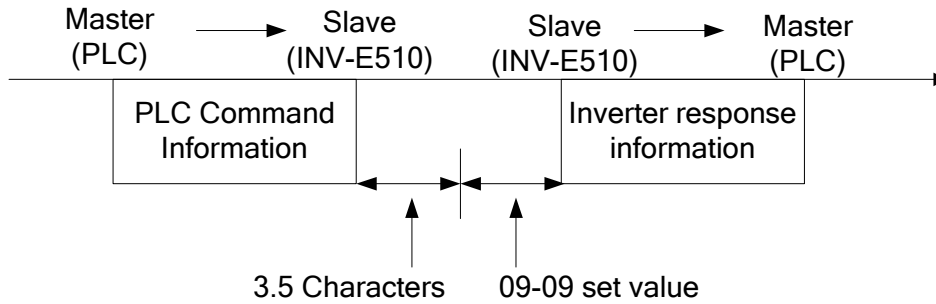 Master
(PLC)
Slave
(INV-E510)
Slave
(INV-E510)
Master
(PLC)
PLC Command
Information
Inverter response
information
3.5 Characters
09-09 set value